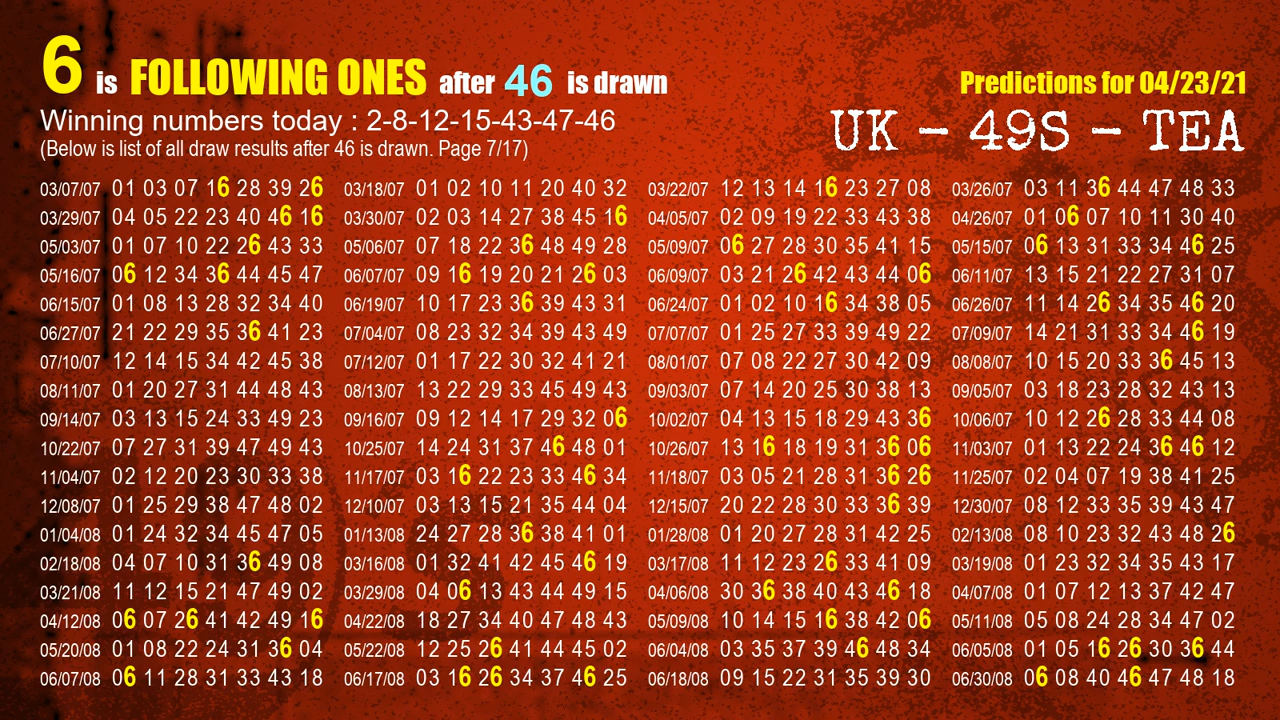 6 is FOLLOWING ONES after 46 is drawn
Predictions for 04/23/21
Winning numbers today : 2-8-12-15-43-47-46
UK - 49S - TEA
(Below is list of all draw results after 46 is drawn. Page 7/17)
03/07/07 01 03 07 16 28 39 26 03/18/07 01 02 10 11 20 40 32 03/22/07 12 13 14 16 23 27 08 03/26/07 03 11 36 44 47 48 33
03/29/07 04 05 22 23 40 46 16 03/30/07 02 03 14 27 38 45 16 04/05/07 02 09 19 22 33 43 38 04/26/07 01 06 07 10 11 30 40
05/03/07 01 07 10 22 26 43 33 05/06/07 07 18 22 36 48 49 28 05/09/07 06 27 28 30 35 41 15 05/15/07 06 13 31 33 34 46 25
05/16/07 06 12 34 36 44 45 47 06/07/07 09 16 19 20 21 26 03 06/09/07 03 21 26 42 43 44 06 06/11/07 13 15 21 22 27 31 07
06/15/07 01 08 13 28 32 34 40 06/19/07 10 17 23 36 39 43 31 06/24/07 01 02 10 16 34 38 05 06/26/07 11 14 26 34 35 46 20
06/27/07 21 22 29 35 36 41 23 07/04/07 08 23 32 34 39 43 49 07/07/07 01 25 27 33 39 49 22 07/09/07 14 21 31 33 34 46 19
07/10/07 12 14 15 34 42 45 38 07/12/07 01 17 22 30 32 41 21 08/01/07 07 08 22 27 30 42 09 08/08/07 10 15 20 33 36 45 13
08/11/07 01 20 27 31 44 48 43 08/13/07 13 22 29 33 45 49 43 09/03/07 07 14 20 25 30 38 13 09/05/07 03 18 23 28 32 43 13
09/14/07 03 13 15 24 33 49 23 09/16/07 09 12 14 17 29 32 06 10/02/07 04 13 15 18 29 43 36 10/06/07 10 12 26 28 33 44 08
10/22/07 07 27 31 39 47 49 43 10/25/07 14 24 31 37 46 48 01 10/26/07 13 16 18 19 31 36 06 11/03/07 01 13 22 24 36 46 12
11/04/07 02 12 20 23 30 33 38 11/17/07 03 16 22 23 33 46 34 11/18/07 03 05 21 28 31 36 26 11/25/07 02 04 07 19 38 41 25
12/08/07 01 25 29 38 47 48 02 12/10/07 03 13 15 21 35 44 04 12/15/07 20 22 28 30 33 36 39 12/30/07 08 12 33 35 39 43 47
01/04/08 01 24 32 34 45 47 05 01/13/08 24 27 28 36 38 41 01 01/28/08 01 20 27 28 31 42 25 02/13/08 08 10 23 32 43 48 26
02/18/08 04 07 10 31 36 49 08 03/16/08 01 32 41 42 45 46 19 03/17/08 11 12 23 26 33 41 09 03/19/08 01 23 32 34 35 43 17
03/21/08 11 12 15 21 47 49 02 03/29/08 04 06 13 43 44 49 15 04/06/08 30 36 38 40 43 46 18 04/07/08 01 07 12 13 37 42 47
04/12/08 06 07 26 41 42 49 16 04/22/08 18 27 34 40 47 48 43 05/09/08 10 14 15 16 38 42 06 05/11/08 05 08 24 28 34 47 02
05/20/08 01 08 22 24 31 36 04 05/22/08 12 25 26 41 44 45 02 06/04/08 03 35 37 39 46 48 34 06/05/08 01 05 16 26 30 36 44
06/07/08 06 11 28 31 33 43 18 06/17/08 03 16 26 34 37 46 25 06/18/08 09 15 22 31 35 39 30 06/30/08 06 08 40 46 47 48 18